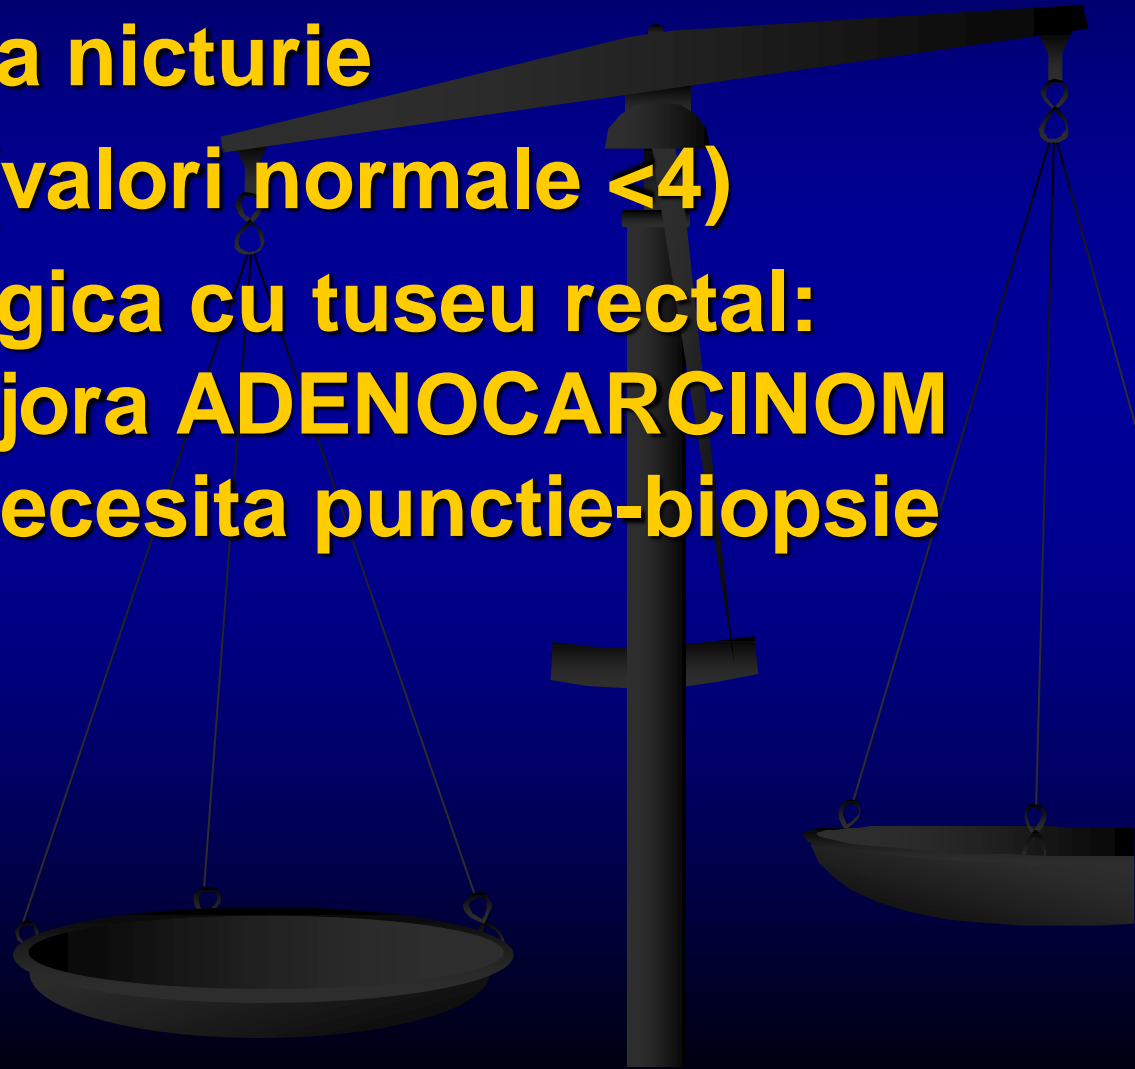 a nicturie
valori normale <4)
gica cu tuseu rectal:
jora ADENOCARCINOM
ecesita punctie-biopsie